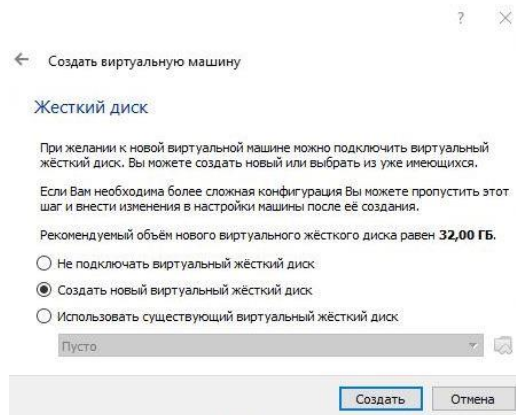 ?
Создать виртуальную машину
Жесткий диск
При желании к новой виртуальной машине можно подключить виртуальный
жёсткий диск. Вы можете создать новый или выбрать из уже имеющихся.
Если Вам необходима более сложная конфигурация Вы можете пропустить этот
шаг и внести изменения в настройки машины после её создания.
Рекомендуемый объём нового виртуального жёсткого диска равен 32,00 ГБ.
Не подключать виртуальный жёсткий диск
Создать новый виртуальный жёсткий диск
Использовать существующий виртуальный жёсткий диск
Пусто
Создать Отмена